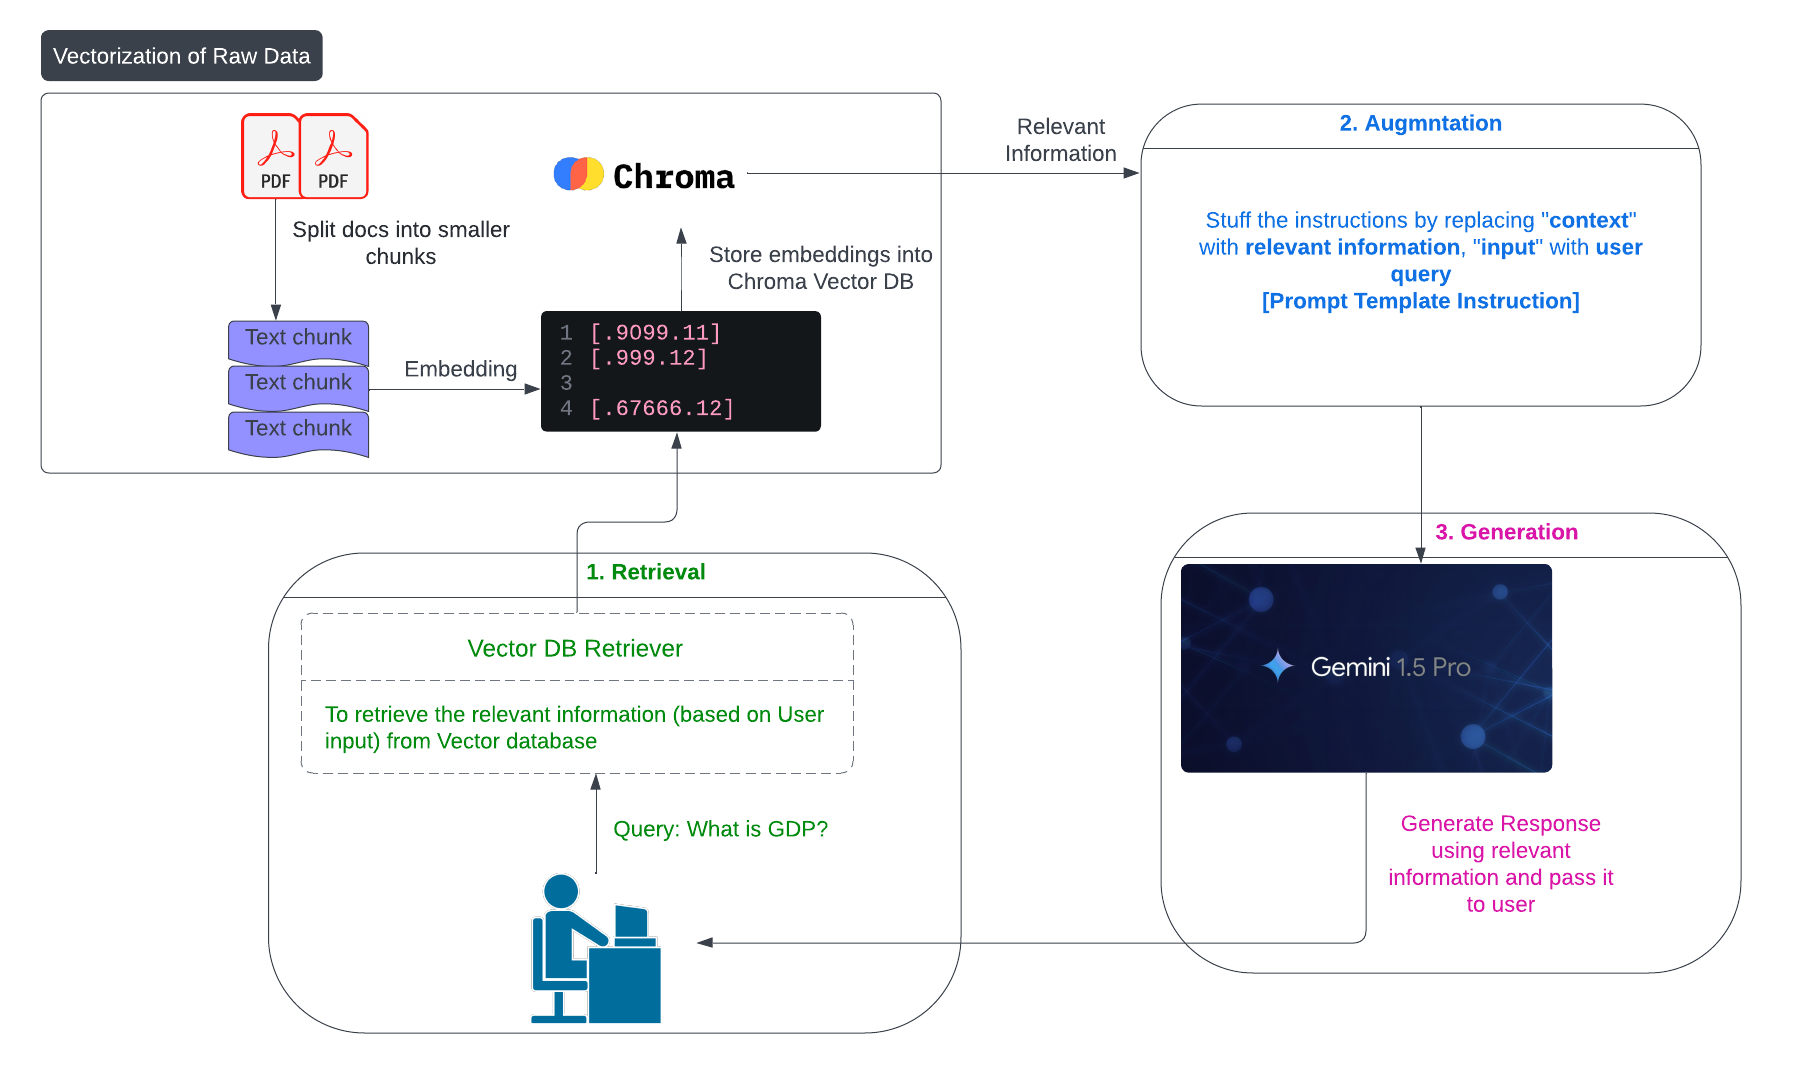 Vectorization of Raw Data
PDF
PDF
Split docs into smaller
chunks
Text chunk
Text chunk
Text chunk
Embedding
Chroma
Store embeddings into
Chroma Vector DB
1 [.9099.11]
2 [.999.12]
3
4 [.67666.12]
Relevant
Information
2. Augmntation
Stuff the instructions by replacing "context"
with relevant information, "input" with user
query
[Prompt Template Instruction]
1. Retrieval
Vector DB Retriever
To retrieve the relevant information (based on User
input) from Vector database
Query: What is GDP?
3. Generation
Gemini 1.5 Pro
Generate Response
using relevant
information and pass it
to user